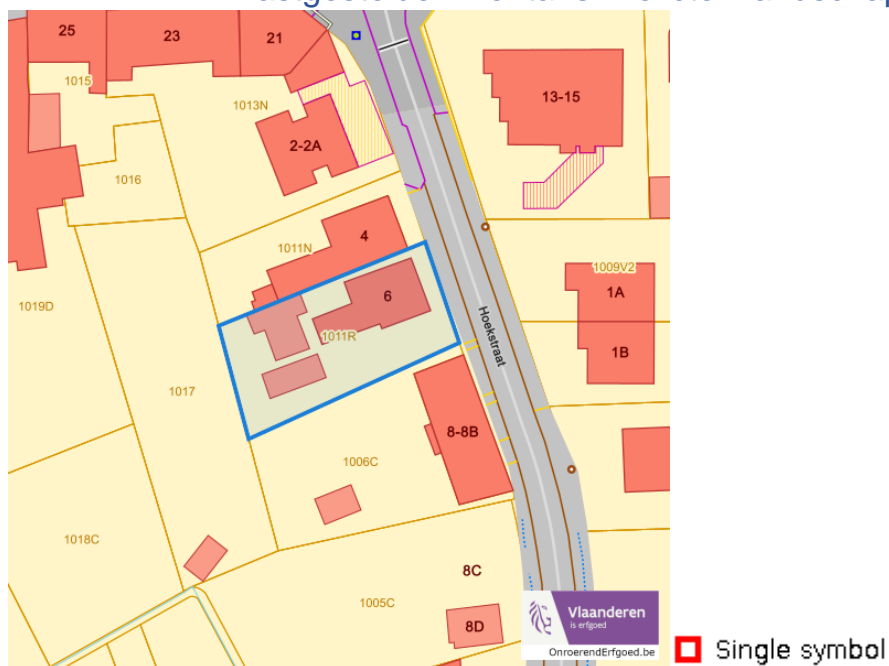 25
23
21
1015
1013N
13-15
2-2A
1016
4
1011N
1009V2
6
1A
1019D
1011R
Hoekstraat
1B
1017
8-8B
1006C
1018C
8C
1005C
8D
Vlaanderen
is erfgoed
OnroerendErfgoed.be
Single symbol